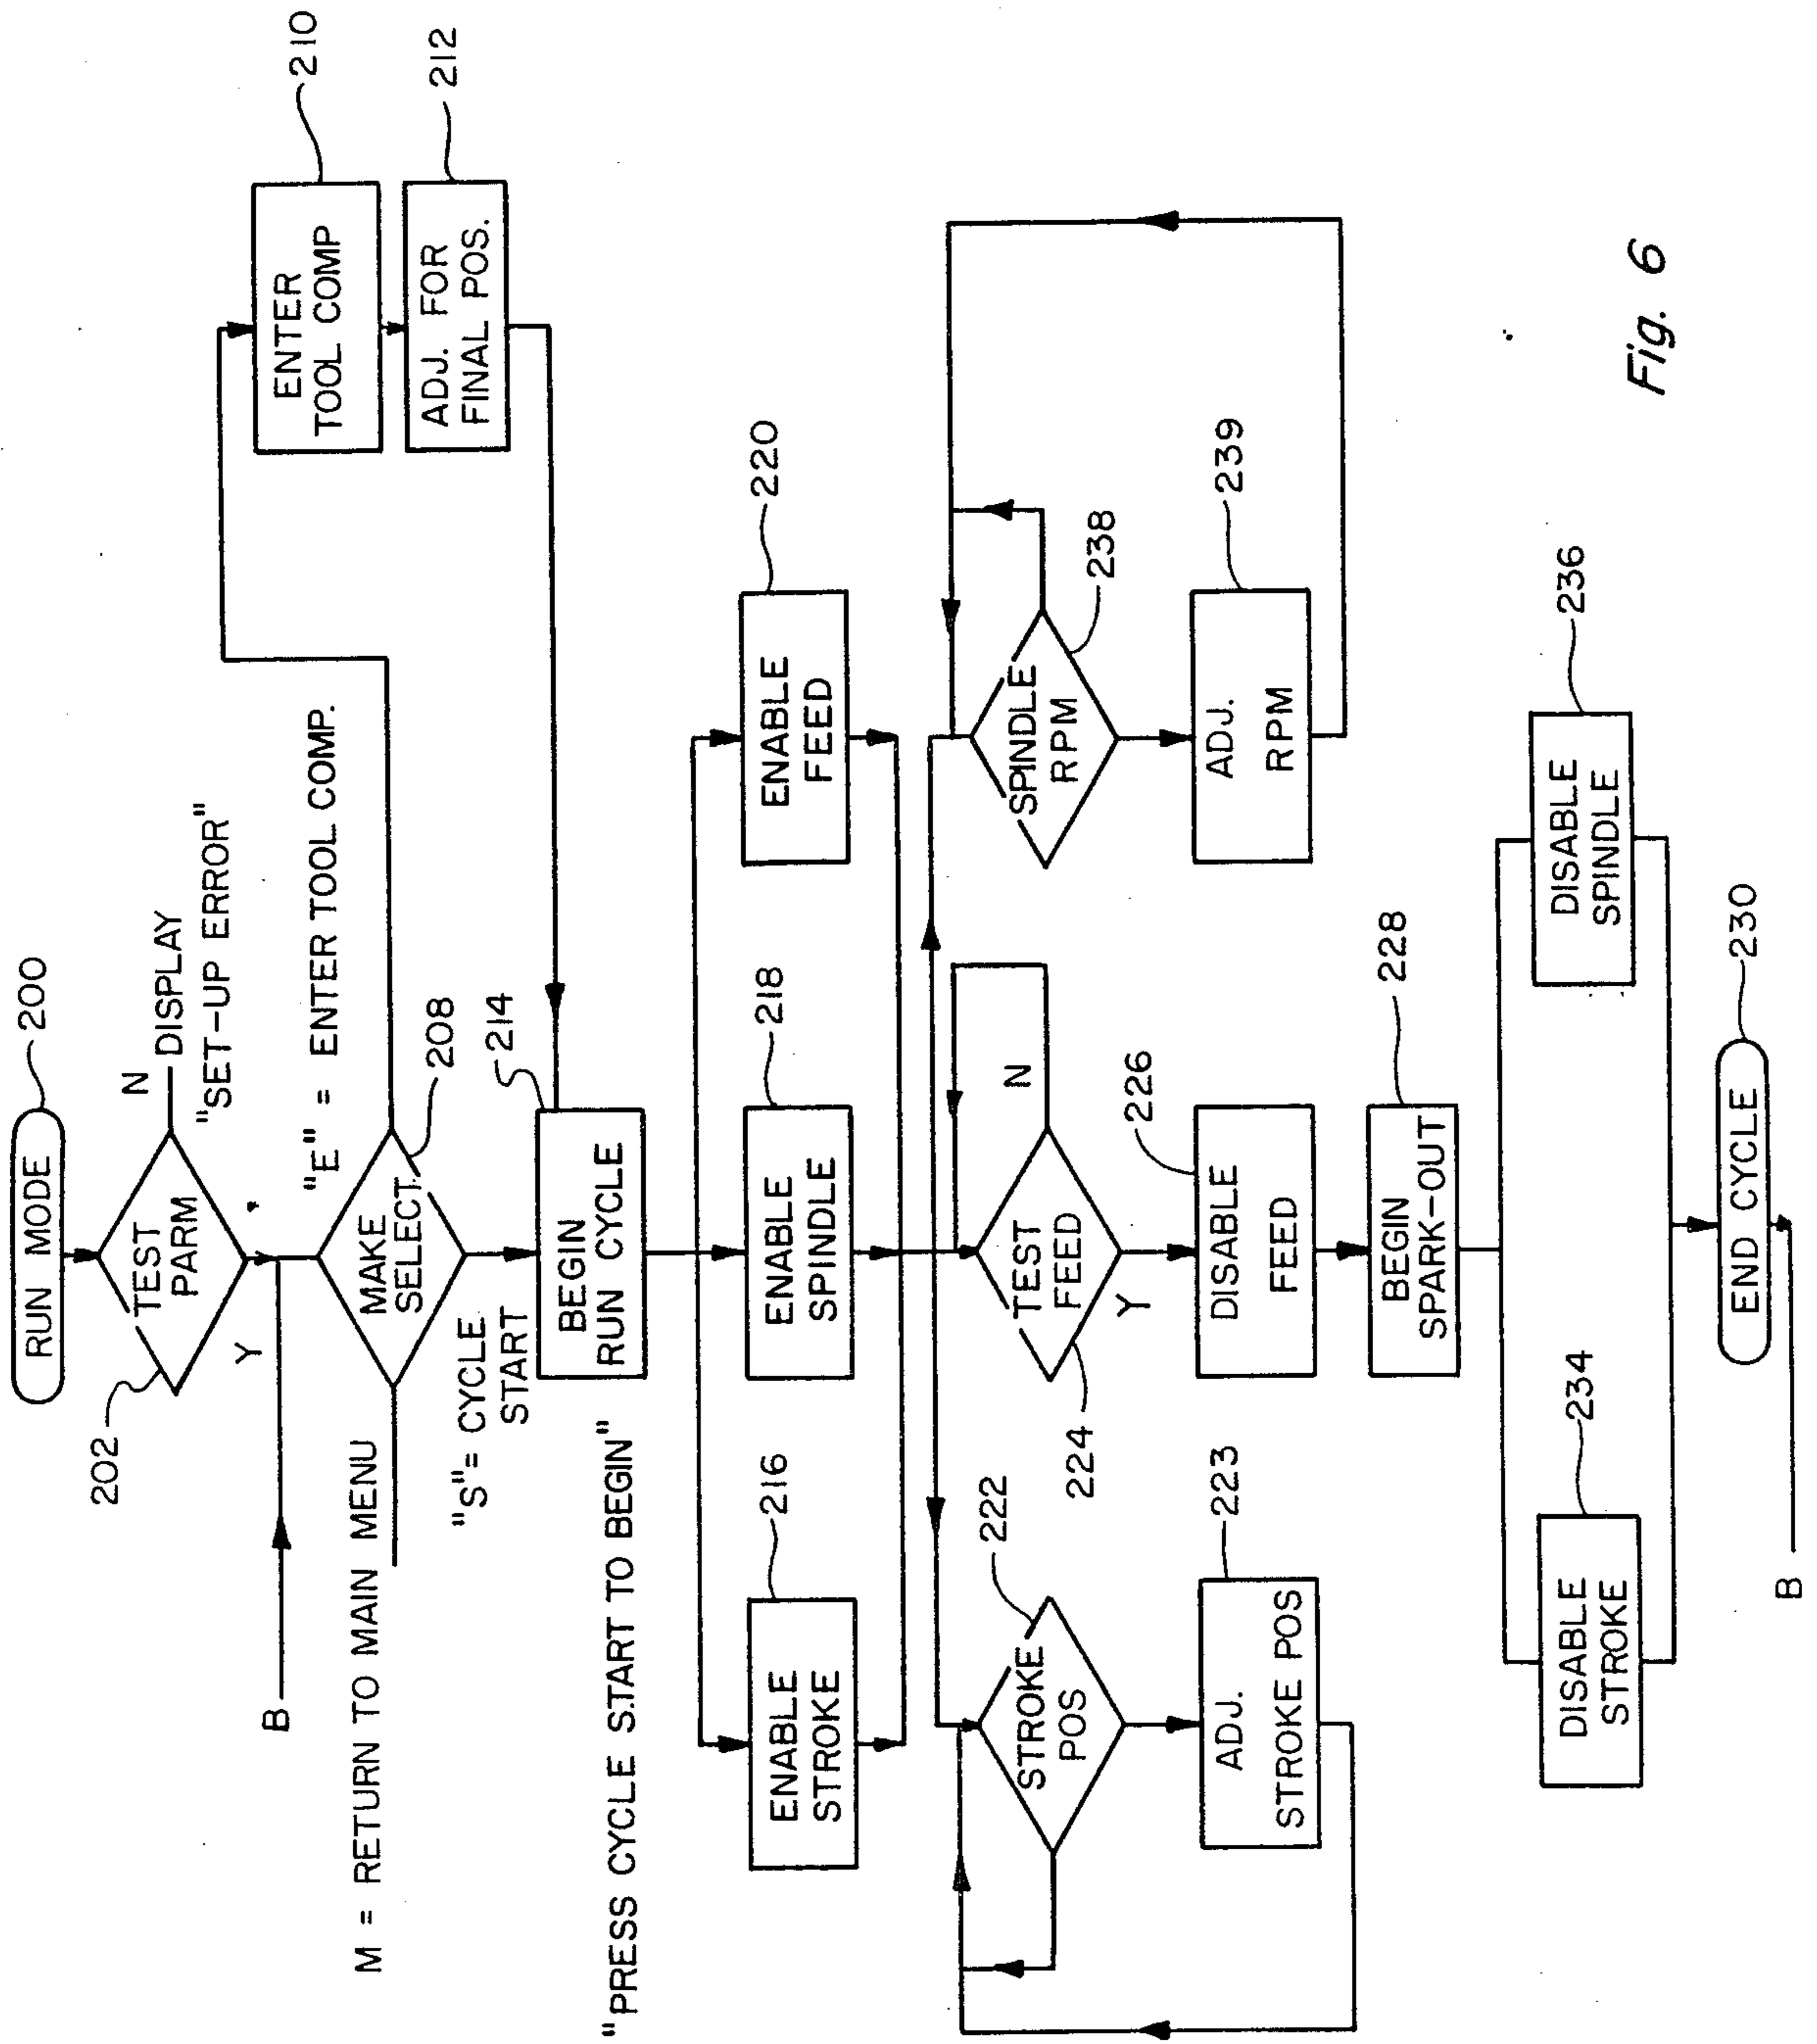 RUN MODE
200
TEST
PARM
202
N
DISPLAY
"SET-UP ERROR"
Y
B
"E" = ENTER TOOL COMP.
M = RETURN TO MAIN MENU
MAKE
SELECT
208
ENTER
TOOL COMP
210
ADJ. FOR
FINAL POS.
212
"S" = CYCLE
START
214
BEGIN
RUN CYCLE
"PRESS CYCLE START TO BEGIN"
ENABLE
STROKE
216
ENABLE
SPINDLE
218
ENABLE
FEED
220
STROKE
POS
222
TEST
FEED
224
N
Y
SPINDLE
RPM
238
ADJ.
STROKE POS
223
DISABLE
FEED
226
ADJ.
RPM
239
BEGIN
SPARK-OUT
228
DISABLE
STROKE
234
DISABLE
SPINDLE
236
END CYCLE
230
B
Fig. 6